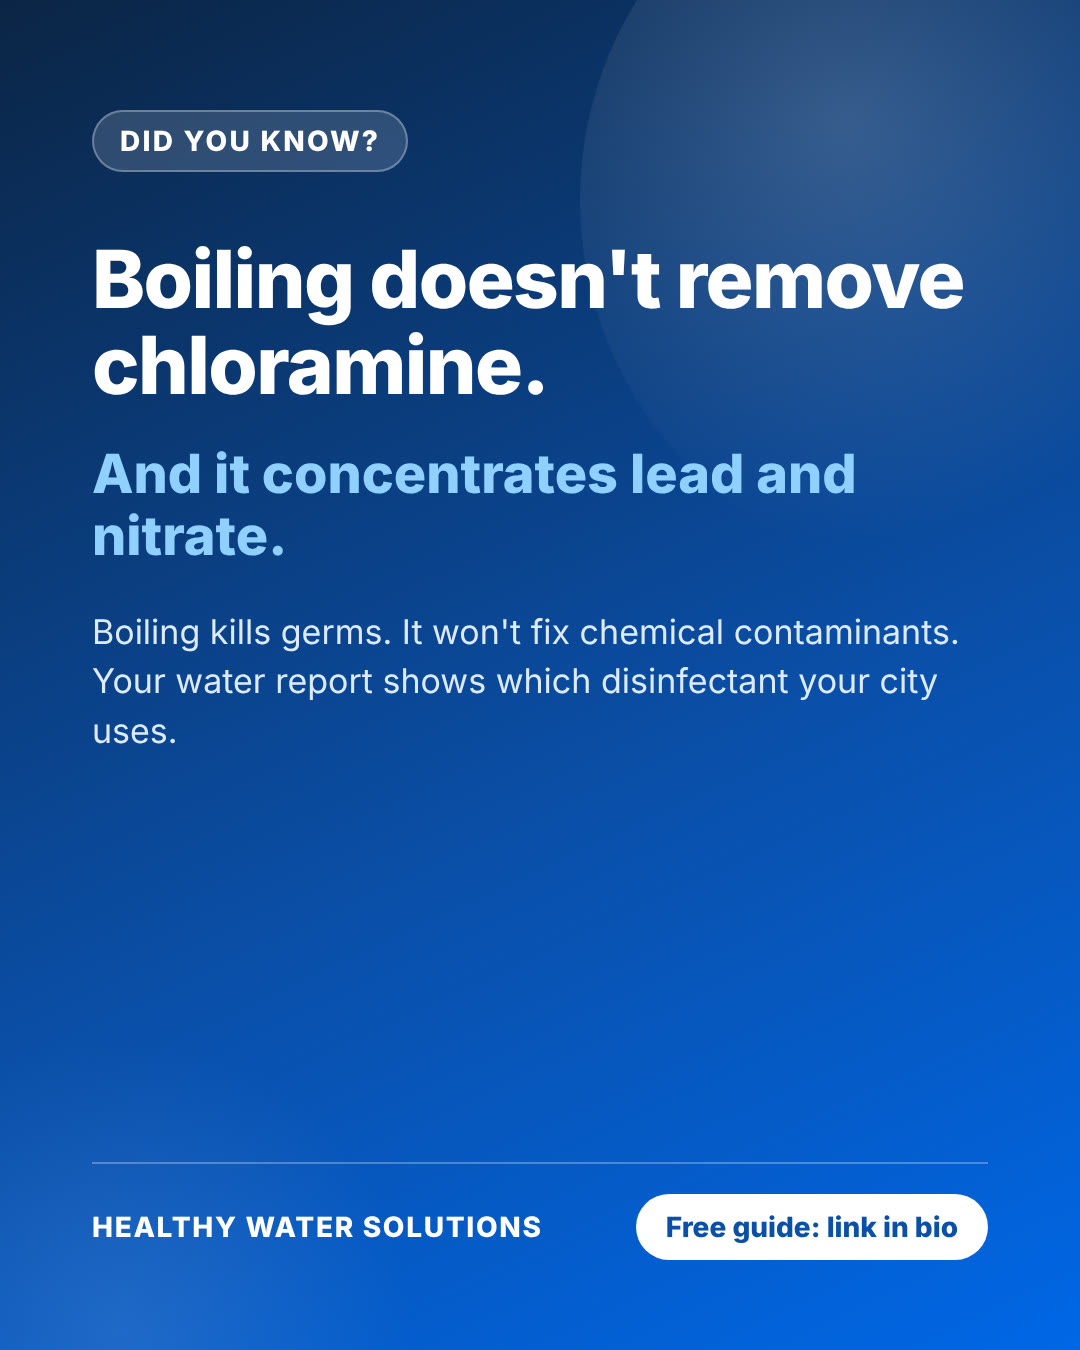 DID YOU KNOW?
Boiling doesn't remove
chloramine.
And it concentrates lead and
nitrate.
Boiling kills germs. It won't fix chemical contaminants.
Your water report shows which disinfectant your city
uses.
HEALTHY WATER SOLUTIONS
Free guide: link in bio